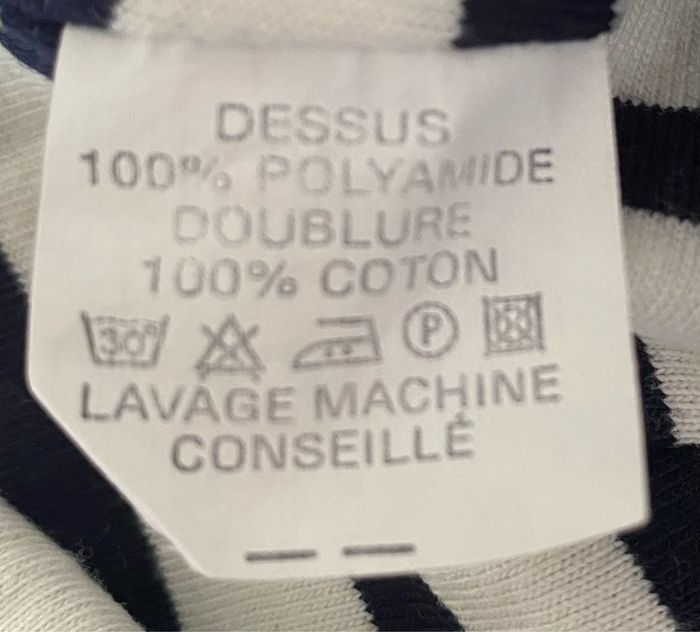 DESSUS
100% POLYAMIDE
DOUBLURE
100% COTON
30° P
LAVAGE MACHINE
CONSEILLÉ